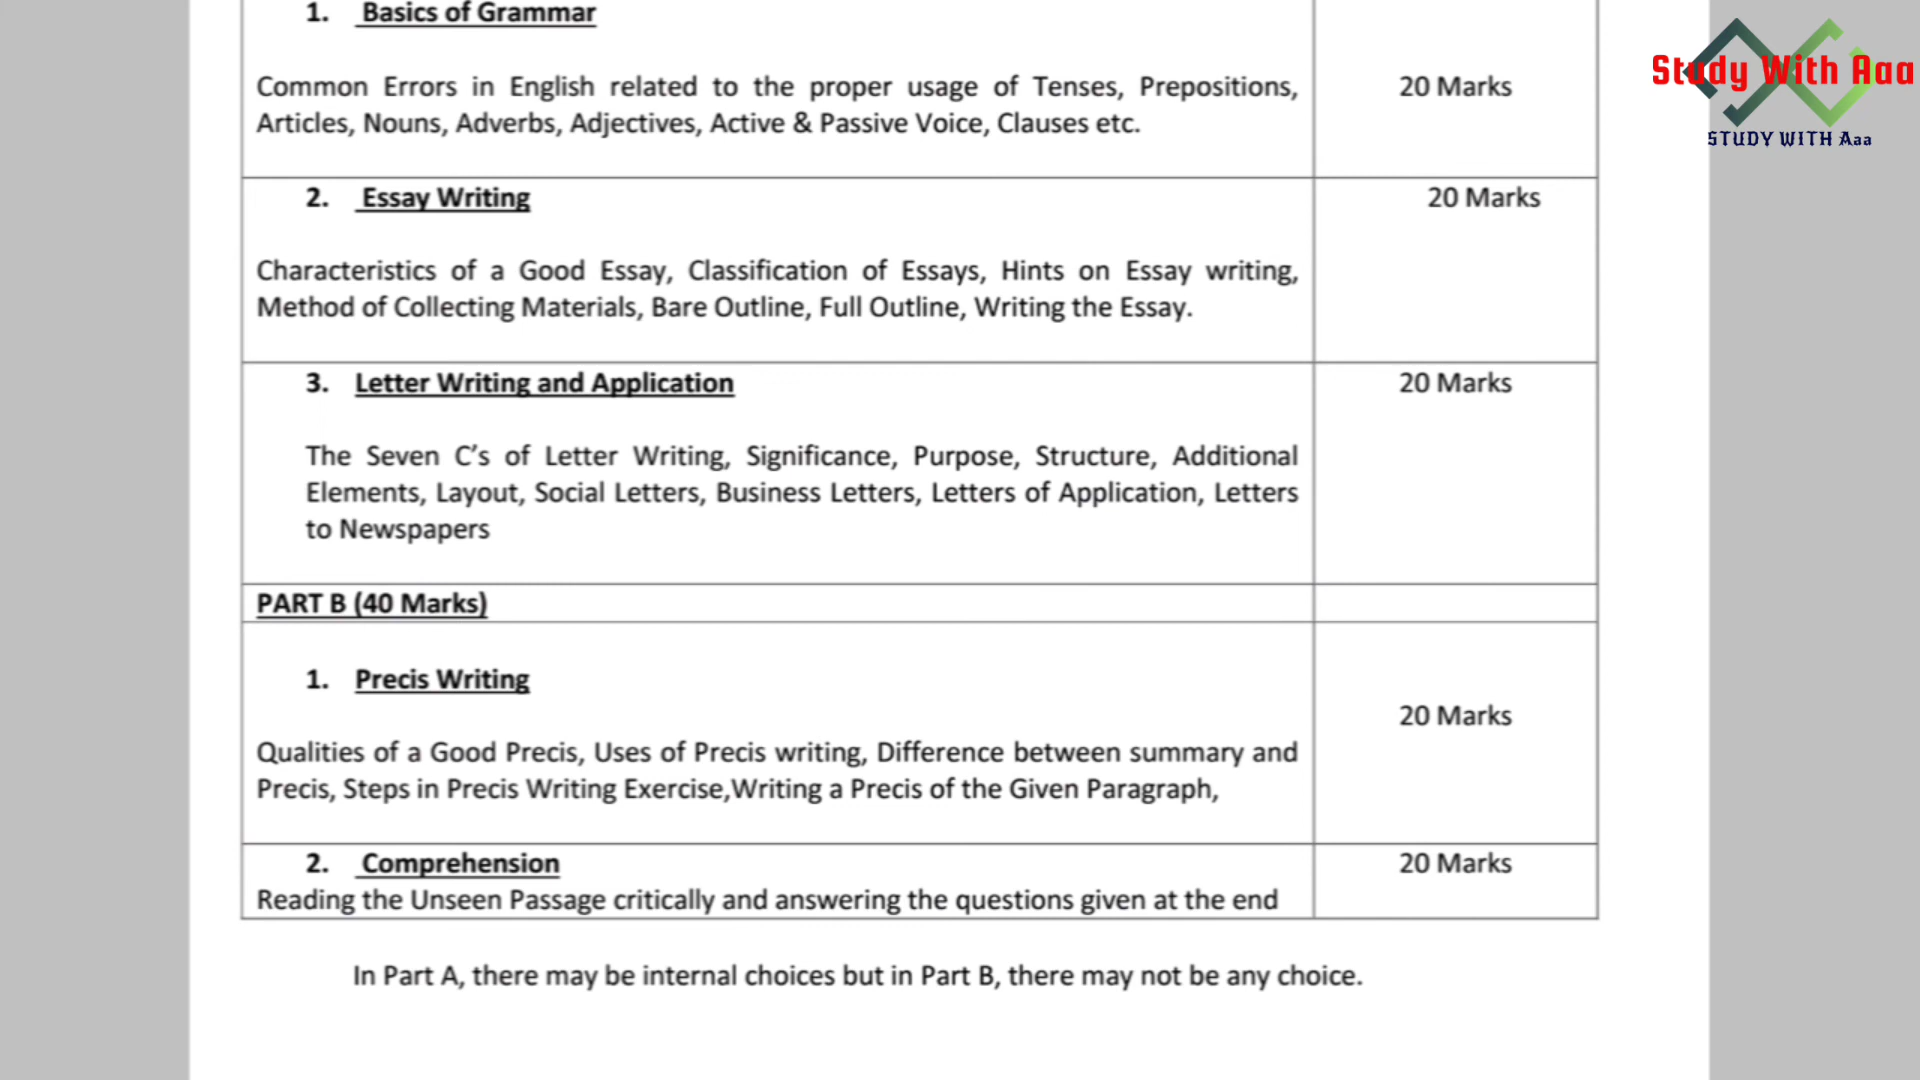 1. Basics of Grammar
Common Errors in English related to the proper usage of Tenses, Prepositions,
20 Marks
Articles, Nouns, Adverbs, Adjectives, Active & Passive Voice, Clauses etc.
2. Essay Writing
20 Marks
Characteristics of a Good Essay, Classification of Essays, Hints on Essay writing,
Method of Collecting Materials, Bare Outline, Full Outline, Writing the Essay.
3. Letter Writing and Application
20 Marks
The Seven C’s of Letter Writing, Significance, Purpose, Structure, Additional
Elements, Layout, Social Letters, Business Letters, Letters of Application, Letters
to Newspapers
PART B (40 Marks)
1. Precis Writing
20 Marks
Qualities of a Good Precis, Uses of Precis writing, Difference between summary and
Precis, Steps in Precis Writing Exercise,Writing a Precis of the Given Paragraph,
2. Comprehension
20 Marks
Reading the Unseen Passage critically and answering the questions given at the end
In Part A, there may be internal choices but in Part B, there may not be any choice.
Study With Aaa
STUDY WITH Aaa